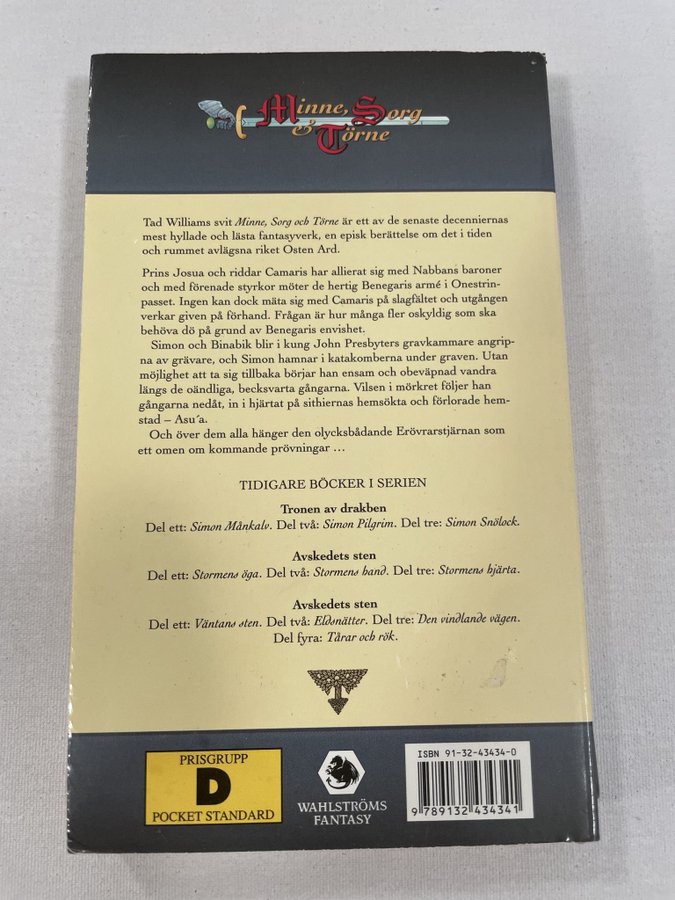 Minne, Sorg
& Törne
Tad Williams svit Minne, Sorg och Törne är ett av de senaste decenniernas
mest hyllade och lästa fantasyverk, en episk berättelse om det i tiden
och rummet avlägsna riket Osten Ard.
Prins Josua och riddar Camaris har allierat sig med Nabbans baroner
och med förenade styrkor möter de hertig Benegaris armé i Onestrin-
passet. Ingen kan dock mäta sig med Camaris på slagfältet och utgången
verkar given på förhand. Frågan är hur många fler oskyldig som ska
behöva dö på grund av Benegaris envishet.
Simon och Binabik blir i kung John Presbyters gravkammare angrip-
na av grävare, och Simon hamnar i katakomberna under graven. Utan
möjlighet att ta sig tillbaka börjar han ensam och obeväpnad vandra
längs de oändliga, becksvarta gångarna. Vilsen i mörkret följer han
gångarna nedåt, in i hjärtat på sithiernas hemsökta och förlorade hem-
stad – Asu´a.
Och över dem alla hänger den olycksbådande Erövrarstjärnan som
ett omen om kommande prövningar ...
TIDIGARE BÖCKER I SERIEN
Tronen av drakben
Del ett: Simon Månkalv. Del två: Simon Pilgrim. Del tre: Simon Snölock.
Avskedets sten
Del ett: Stormens öga. Del två: Stormens hand. Del tre: Stormens hjärta.
Avskedets sten
Del ett: Väntans sten. Del två: Eldsnätter. Del tre: Den vindlande vägen.
Del fyra: Tårar och rök.
PRISGRUPP
D
POCKET STANDARD
WAHLSTRÖMS
FANTASY
ISBN 91-32-43434-0
9 789132 434341